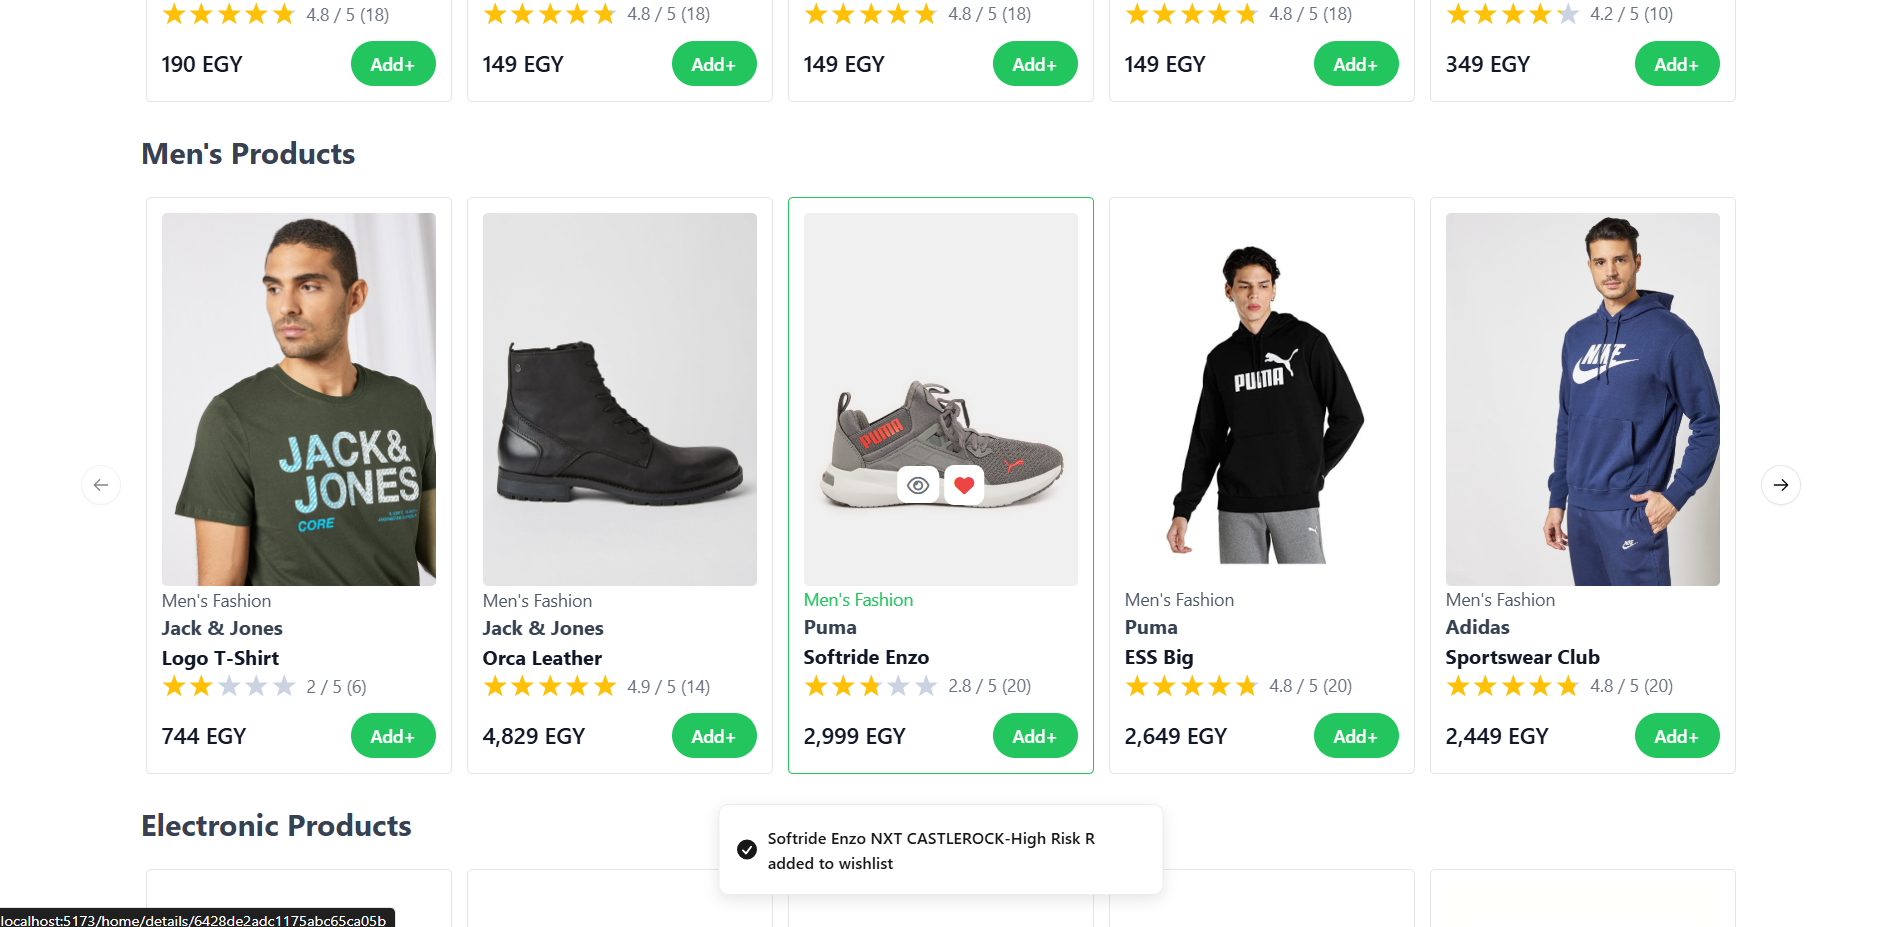 4.8 / 5 (18)
4.8 / 5 (18)
4.8 / 5 (18)
4.8 / 5 (18)
4.2 / 5 (10)
190 EGY
Add+
149 EGY
Add+
149 EGY
Add+
149 EGY
Add+
349 EGY
Add+
Men's Products
JACK&
JONES
CORE
PUMA
PUMA
NIKE
Men's Fashion
Jack & Jones
Logo T-Shirt
2 / 5 (6)
744 EGY
Add+
Men's Fashion
Jack & Jones
Orca Leather
4.9 / 5 (14)
4,829 EGY
Add+
Men's Fashion
Puma
Softride Enzo
2.8 / 5 (20)
2,999 EGY
Add+
Men's Fashion
Puma
ESS Big
4.8 / 5 (20)
2,649 EGY
Add+
Men's Fashion
Adidas
Sportswear Club
4.8 / 5 (20)
2,449 EGY
Add+
Electronic Products
Softride Enzo NXT CASTLEROCK-High Risk R
added to wishlist
localhost:5173/home/details/6428de2adc1175abc65ca05b